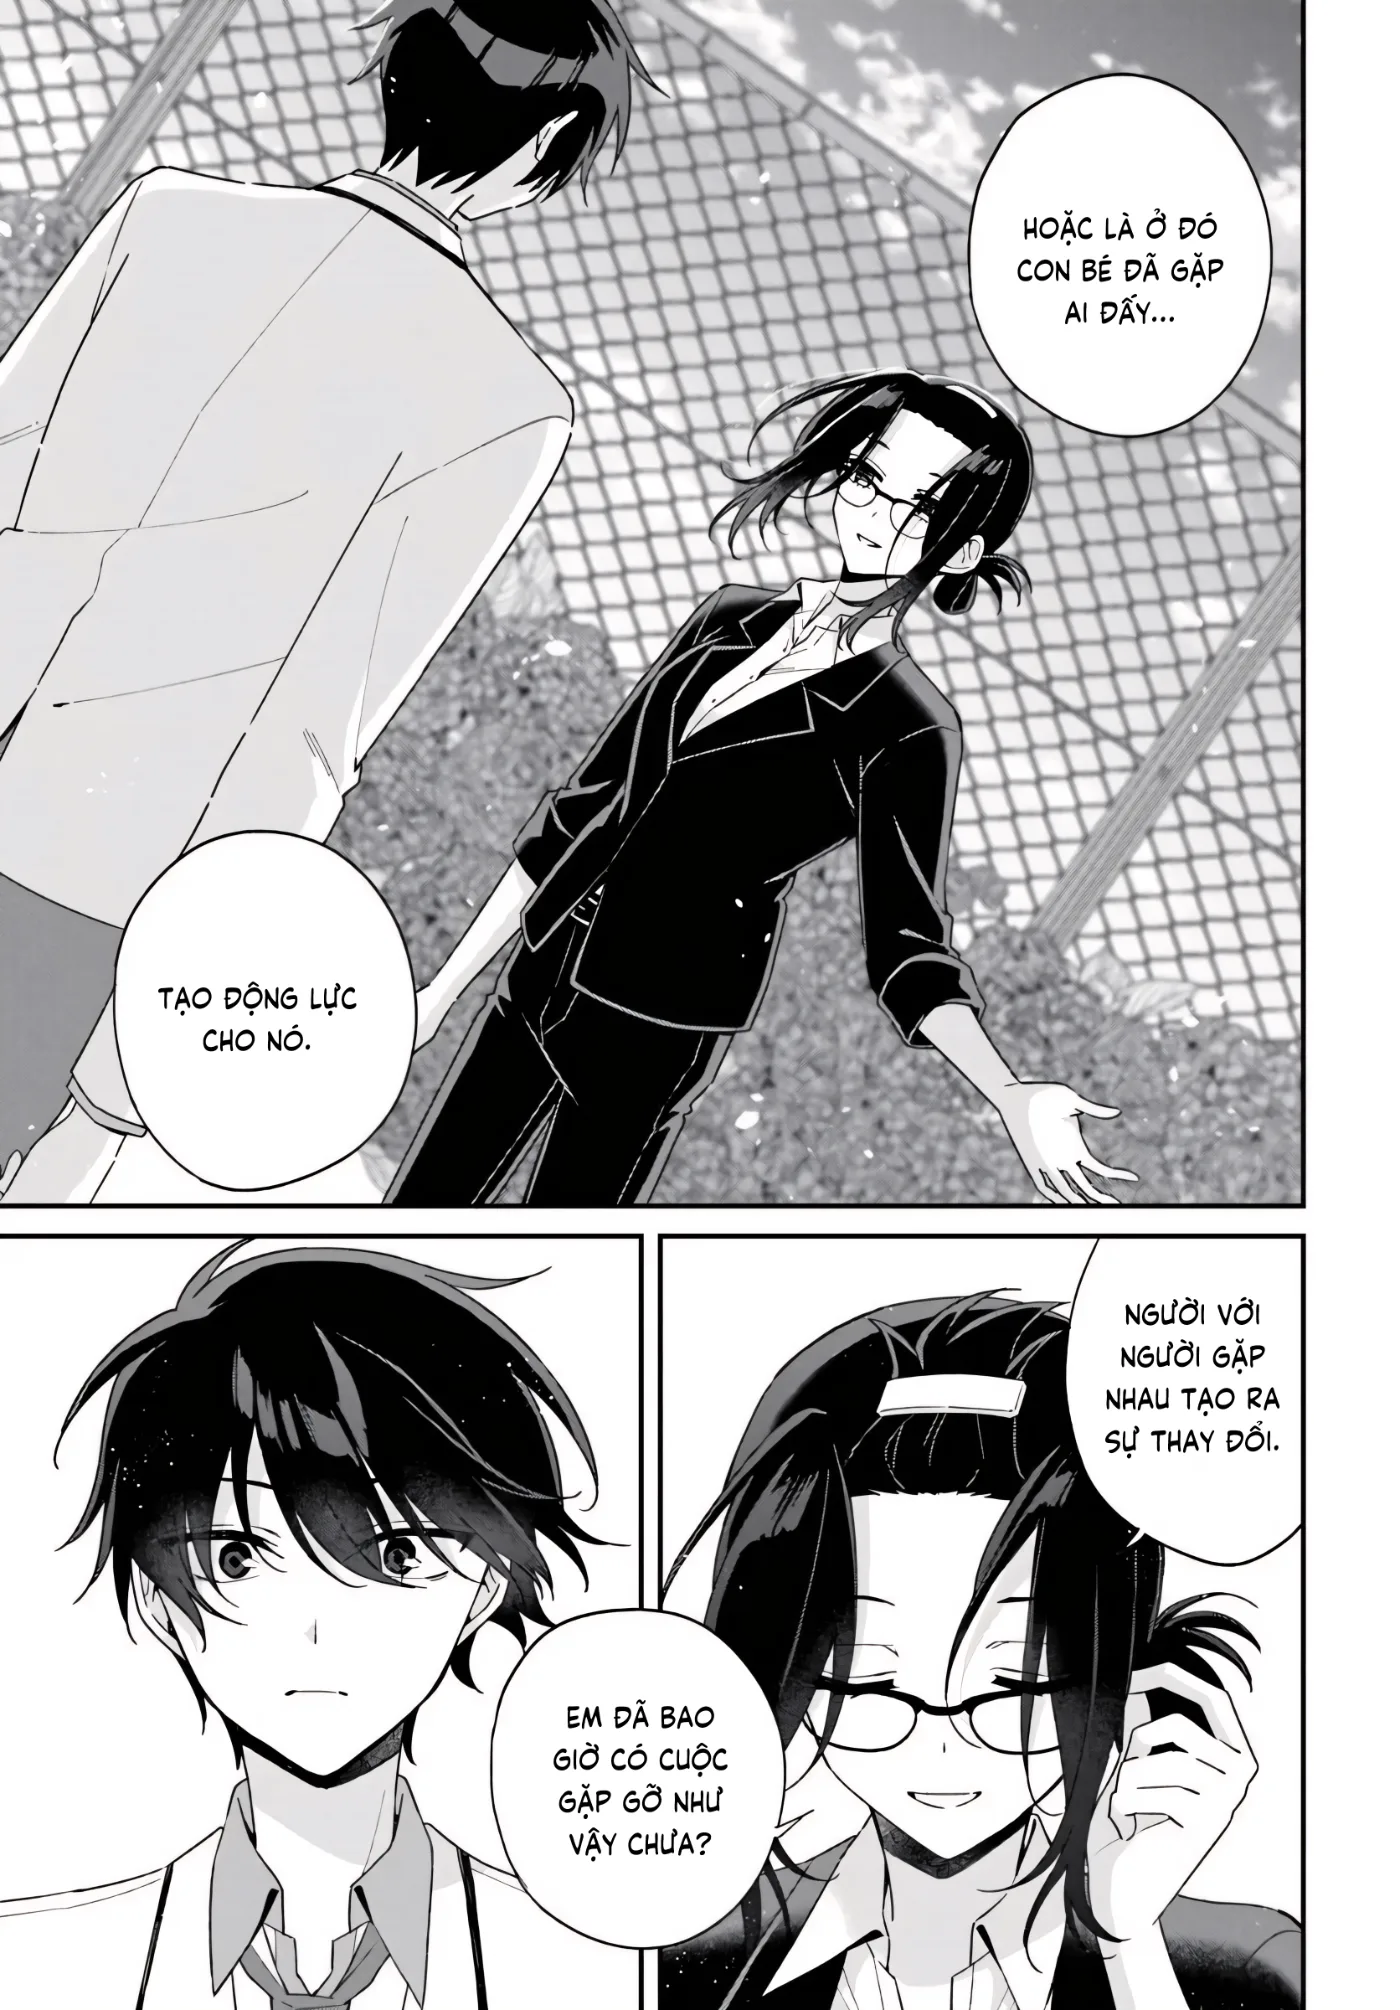 HOẶC LÀ Ở ĐÓ
CON BÉ ĐÃ GẶP
AI ĐẤY...
TẠO ĐỘNG LỰC
CHO NÓ.
NGƯỜI VỚI
NGƯỜI GẶP
NHAU TẠO RA
SỰ THAY ĐỔI.
EM ĐÃ BAO
GIỜ CÓ CUỘC
GẶP GỠ NHƯ
VẬY CHƯA?